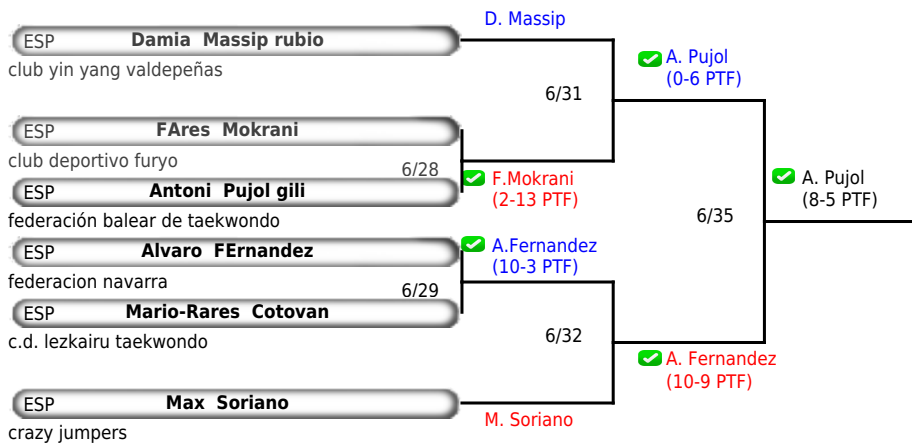 D. Massip
ESP Damia Massip rubio
club yin yang valdepeñas
A. Pujol
(0-6 PTF)
6/31
ESP FAres Mokrani
club deportivo furyo
6/28
ESP Antoni Pujol gili
federación balear de taekwondo
F.Mokrani
(2-13 PTF)
A. Pujol
(8-5 PTF)
6/35
ESP Alvaro FErnandez
federacion navarra
A.Fernandez
(10-3 PTF)
6/29
ESP Mario-Rares Cotovan
c.d. lezkairu taekwondo
6/32
A. Fernandez
(10-9 PTF)
ESP Max Soriano
crazy jumpers
M. Soriano